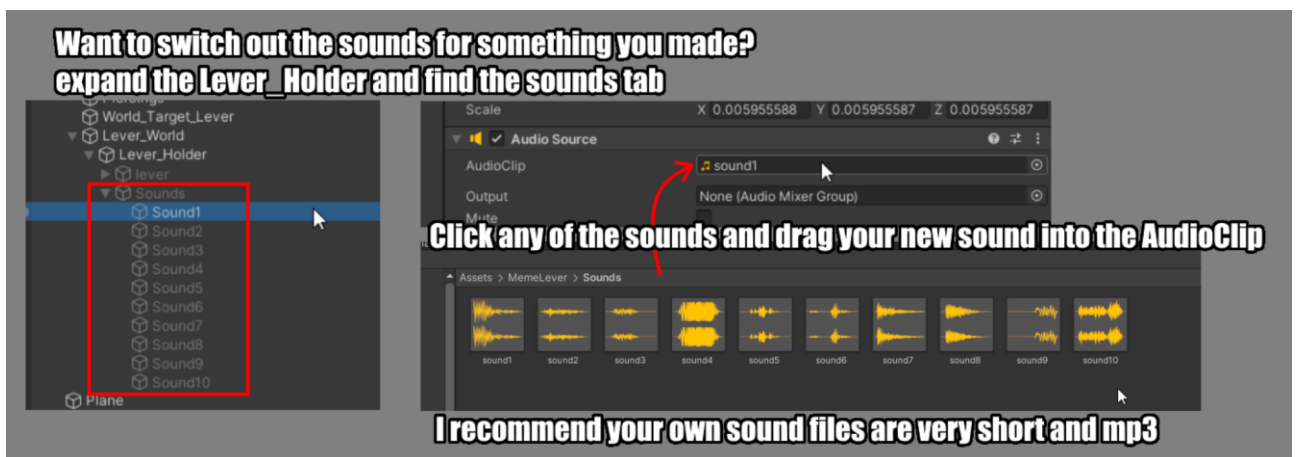 Want to switch out the sounds for something you made?
expand the Lever_Holder and find the sounds tab
World_Target_Lever
Lever_World
Lever_Holder
lever
Sounds
Sound1
Sound2
Sound3
Sound4
Sound5
Sound6
Sound7
Sound8
Sound9
Sound10
Plane
Scale X 0.005955588 Y 0.005955587 Z 0.005955587
Audio Source
AudioClip sound1
Output None (Audio Mixer Group)
Mute
Click any of the sounds and drag your new sound into the AudioClip
Assets > MemeLever > Sounds
sound1 sound2 sound3 sound4 sound5 sound6 sound7 sound8 sound9 sound10
I recommend your own sound files are very short and mp3